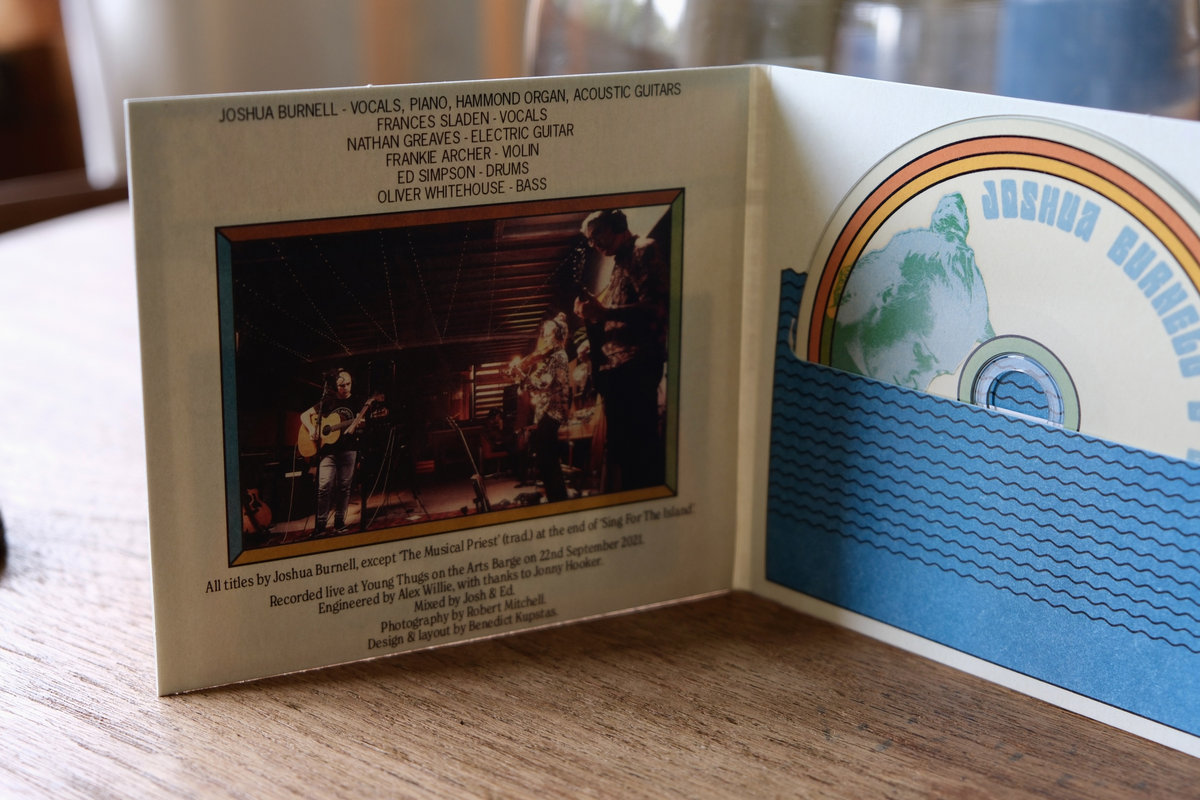 JOSHUA BURNELL - VOCALS, PIANO, HAMMOND ORGAN, ACOUSTIC GUITARS
FRANCES SLADEN - VOCALS
NATHAN GREAVES - ELECTRIC GUITAR
FRANKIE ARCHER - VIOLIN
ED SIMPSON - DRUMS
OLIVER WHITEHOUSE - BASS
All titles by Joshua Burnell, except 'The Musical Priest' (trad.) at the end of 'Sing For The Island'.
Recorded live at Young Thugs on the Arts Barge on 22nd September 2021.
Engineered by Alex Willie, with thanks to Jonny Hooker.
Mixed by Josh & Ed.
Photography by Robert Mitchell.
Design & layout by Benedict Kupstas.
JOSHUA BURNELL